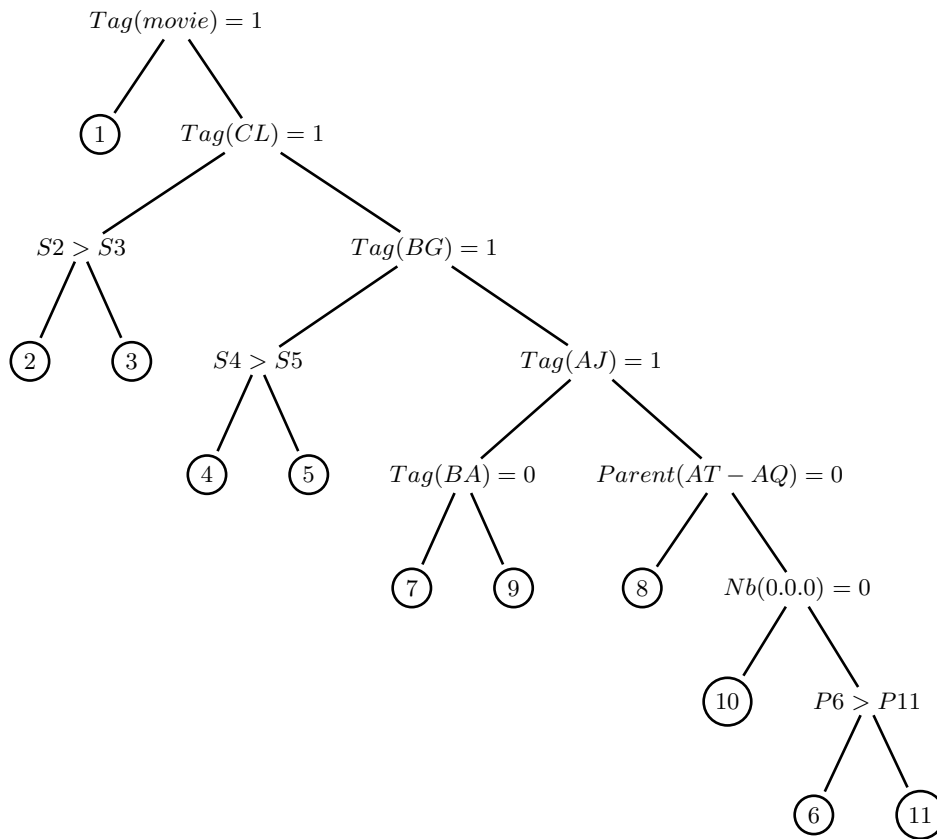 Tag(movie) = 1
1
Tag(CL) = 1
S2 > S3
Tag(BG) = 1
2
3
S4 > S5
Tag(AJ) = 1
4
5
Tag(BA) = 0
Parent(AT − AQ) = 0
7
9
8
Nb(0.0.0) = 0
10
P6 > P11
6
11